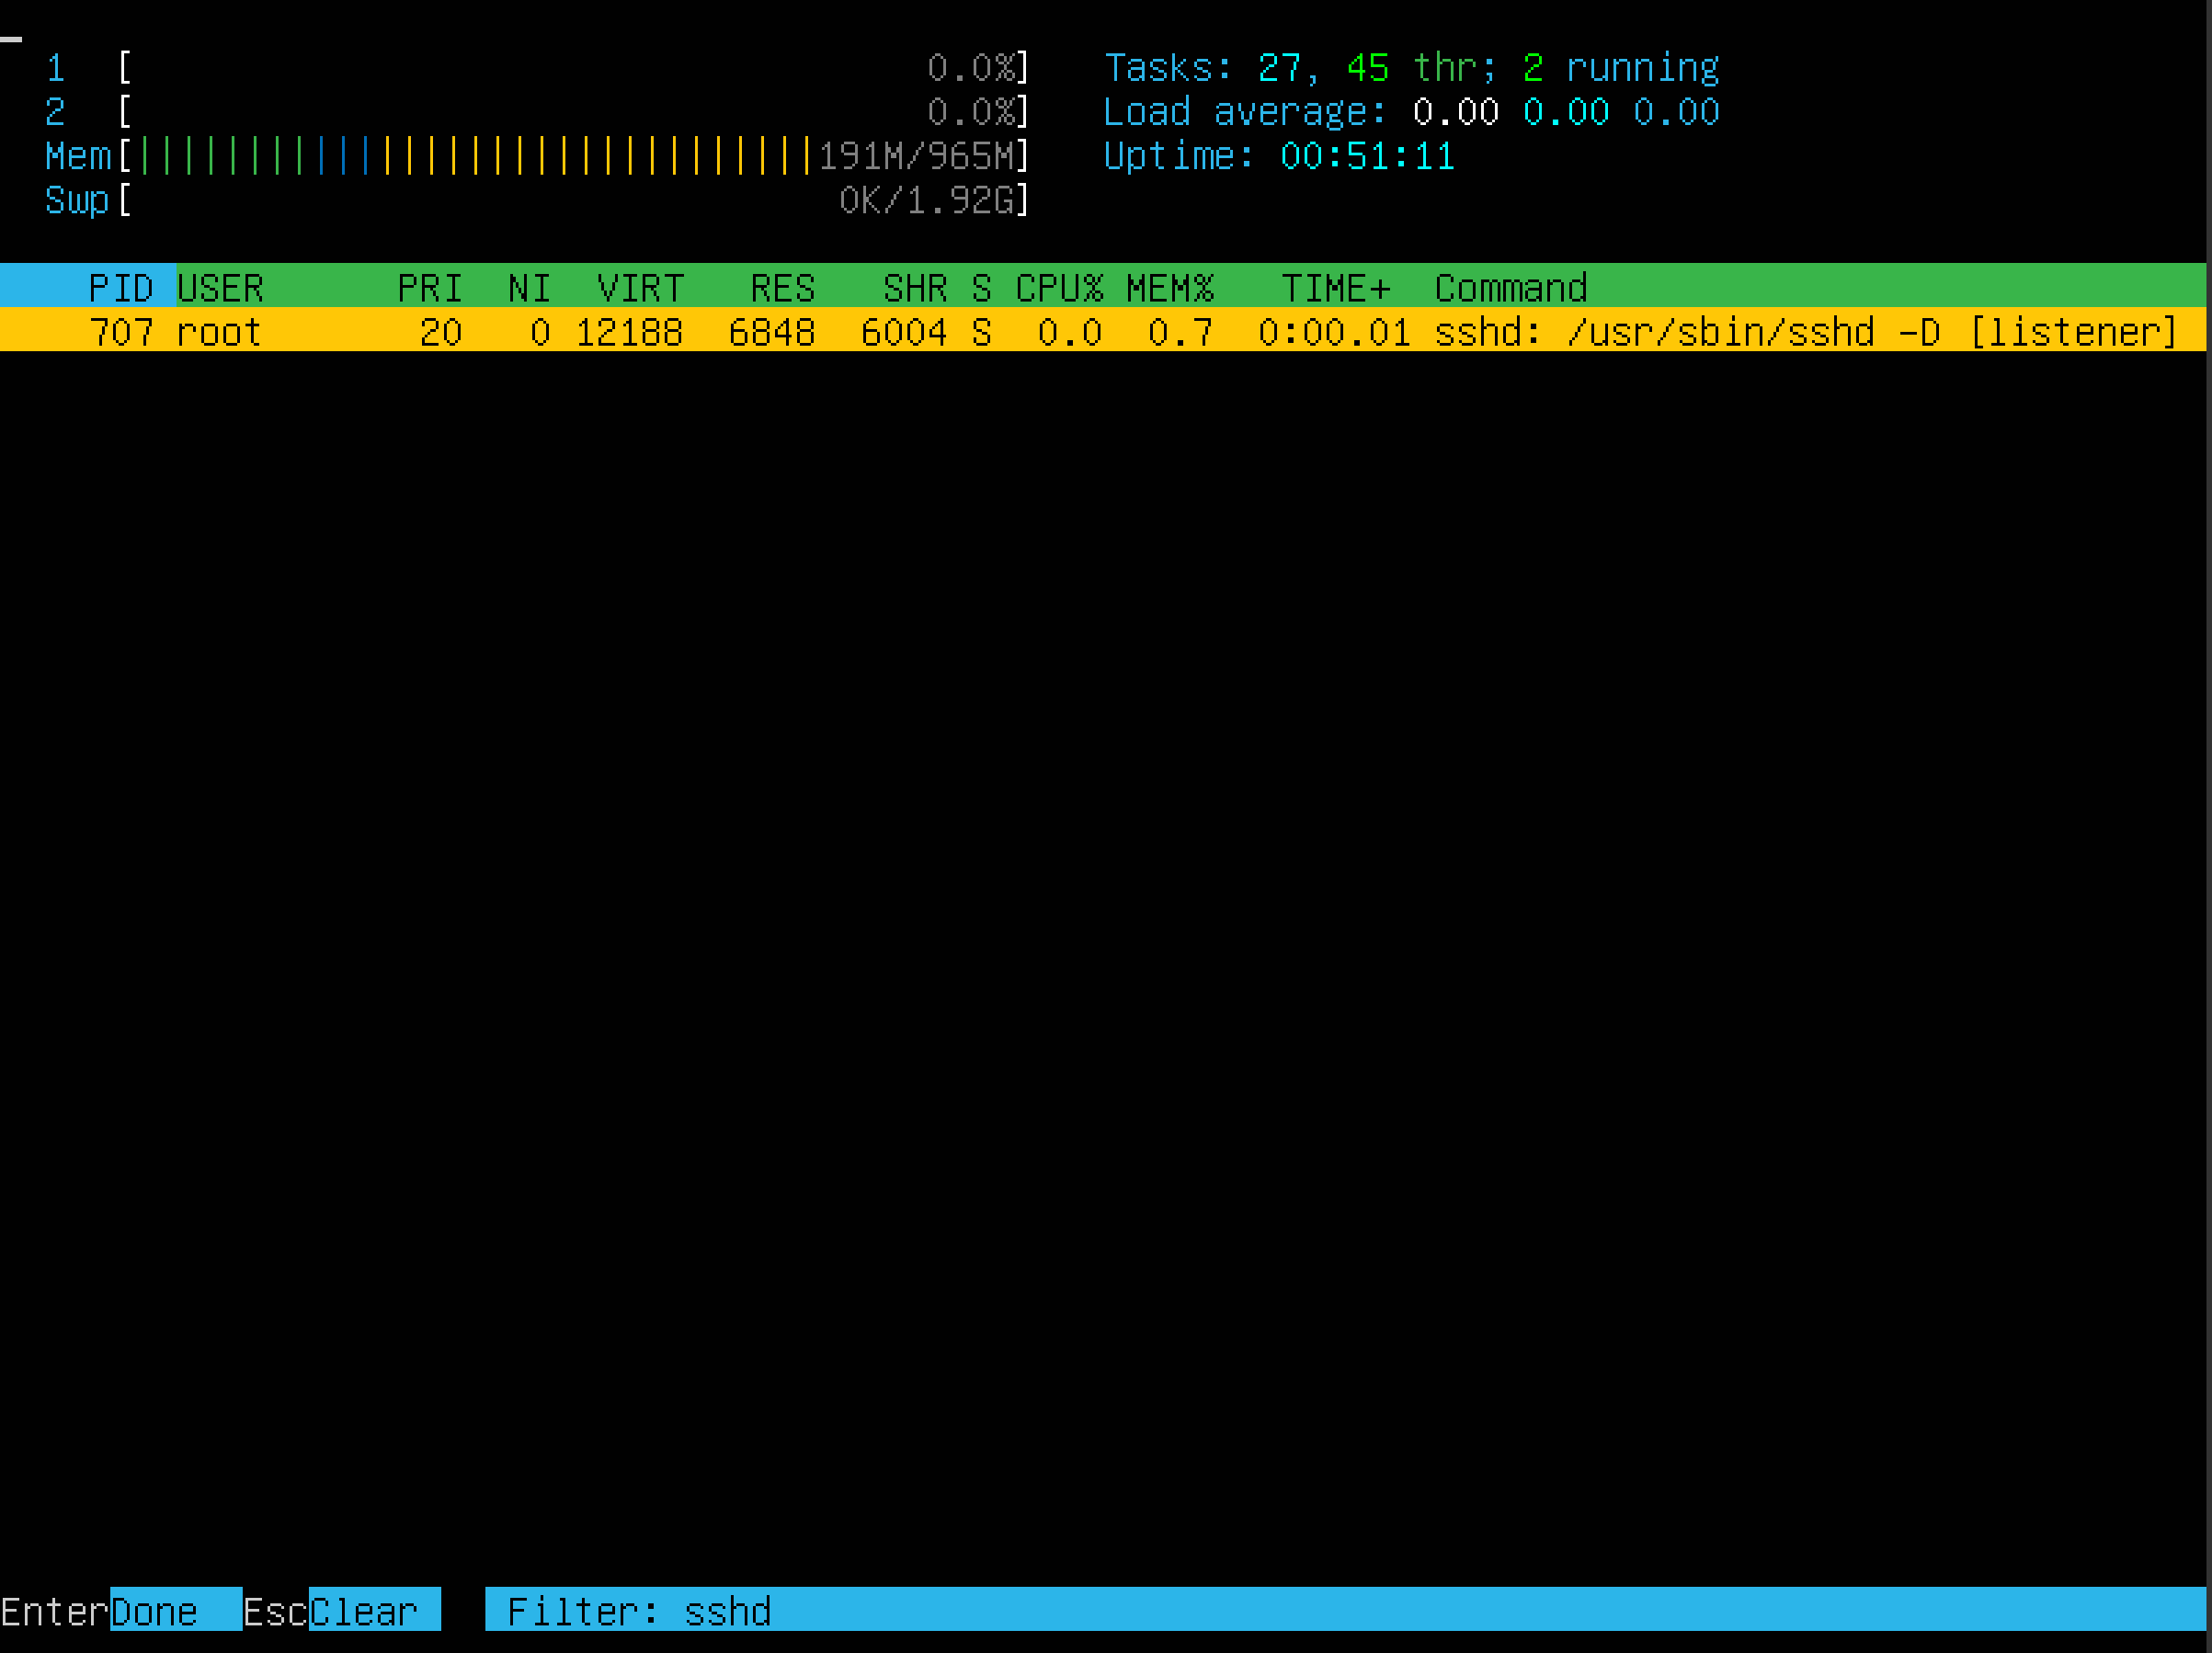 1 [ 0.0%] Tasks: 27, 45 thr; 2 running
2 [ 0.0%] Load average: 0.00 0.00 0.00
Mem[||||||||||||||||||||||||||||||||191M/965M] Uptime: 00:51:11
Swp[ 0K/1.92G]
PID USER PRI NI VIRT RES SHR S CPU% MEM% TIME+ Command
707 root 20 0 12188 6848 6004 S 0.0 0.7 0:00.01 sshd: /usr/sbin/sshd -D [listener]
EnterDone EscClear Filter: sshd